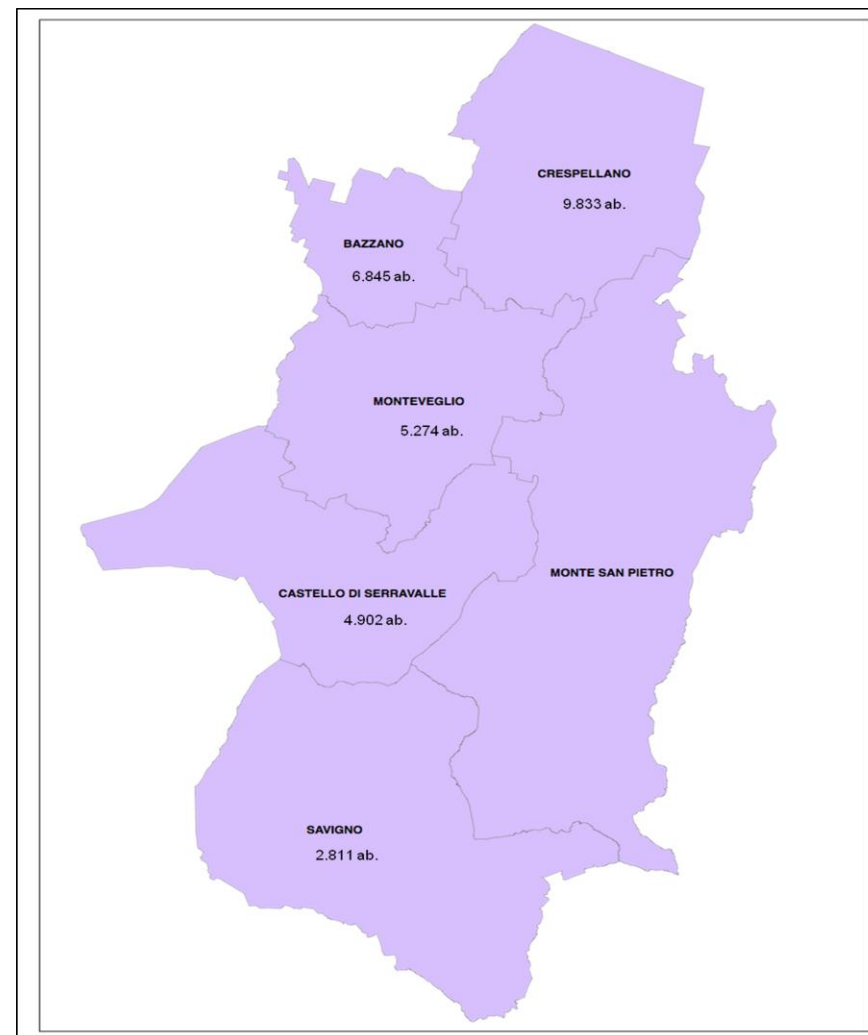 CRESPELLANO
9.833 ab.
BAZZANO
6.845 ab.
MONTEVEGLIO
5.274 ab.
MONTE SAN PIETRO
CASTELLO DI SERRAVALLE
4.902 ab.
SAVIGNO
2.811 ab.